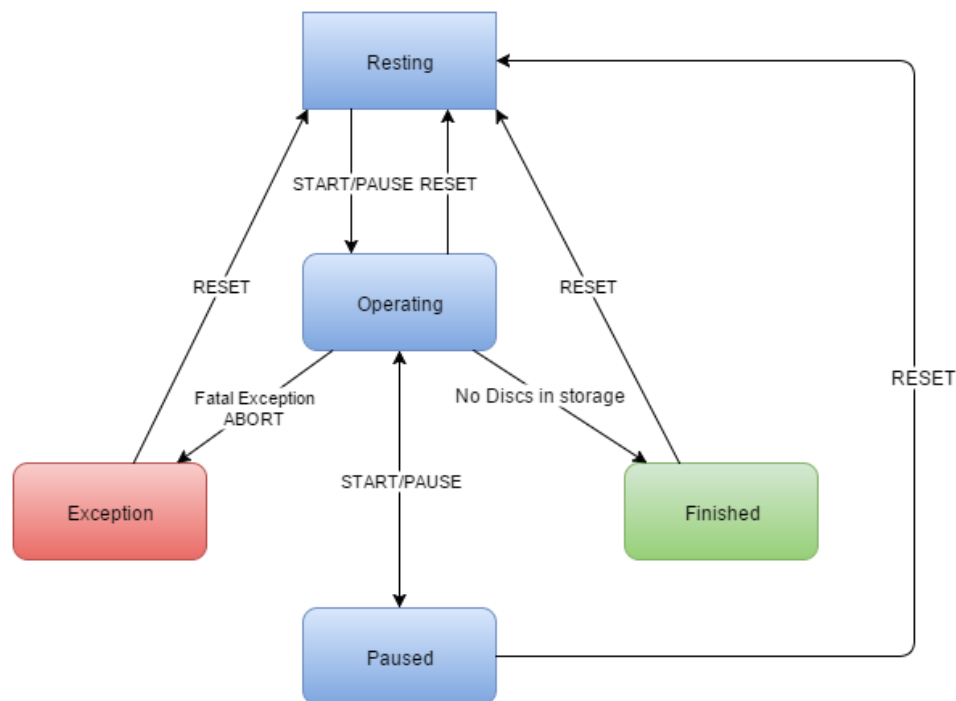 Resting
START/PAUSE RESET
RESET
RESET
Operating
Fatal Exception
ABORT
No Discs in storage
RESET
START/PAUSE
Exception
Finished
Paused